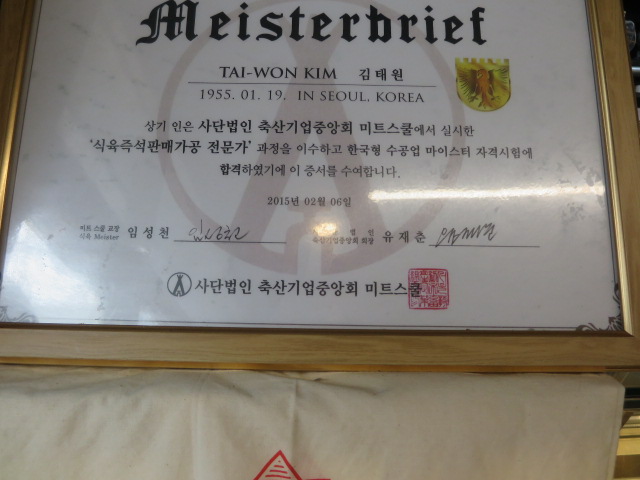 Meisterbrief
TAI-WON KIM 김태원
1955. 01. 19. IN SEOUL, KOREA
상기 인은 사단법인 축산기업중앙회 미트스쿨에서 실시한
'식육즉석판매가공 전문가' 과정을 이수하고 한국형 수공업 마이스터 자격시험에
합격하였기에 이 증서를 수여합니다.
2015년 02월 06일
미트스쿨 교장
식육 Meister 임성천
법인
축산기업중앙회 회장 유재춘
사단법인 축산기업중앙회 미트스쿨